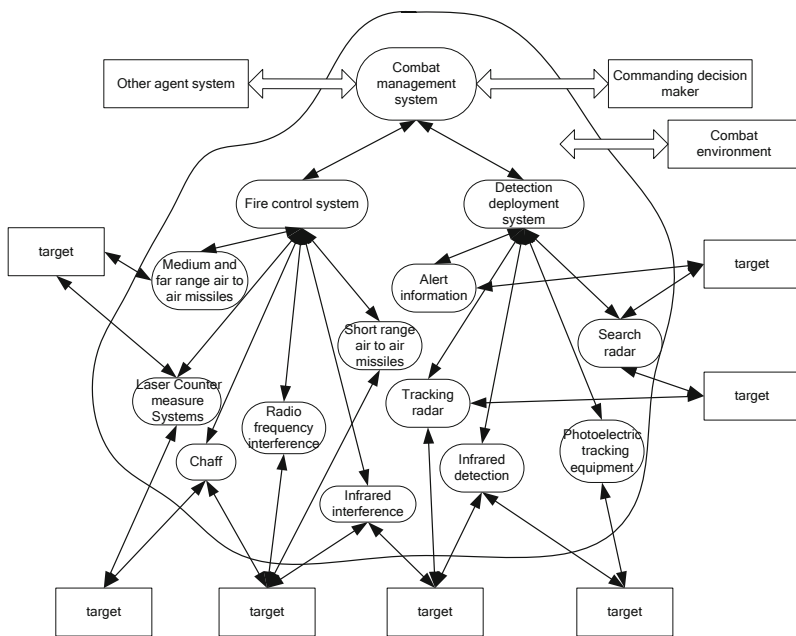 Other agent system
Combat
management
system
Commanding decision
maker
Combat
environment
Fire control system
Detection
deployment
system
target
Medium and
far range air to
air missiles
Alert
information
target
Short range
air to air
missiles
Search
radar
Laser Counter
measure
Systems
Radio
frequency
interference
Tracking
radar
target
Chaff
Photoelectric
tracking
equipment
Infrared
interference
Infrared
detection
target
target
target
target